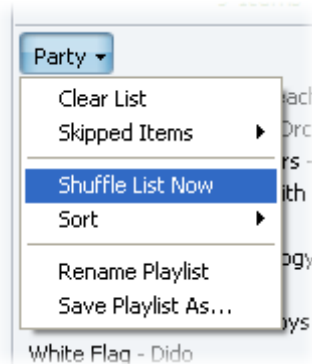 Party
Clear List
Skipped Items
Shuffle List Now
Sort
Rename Playlist
Save Playlist As...
White Flag - Dido